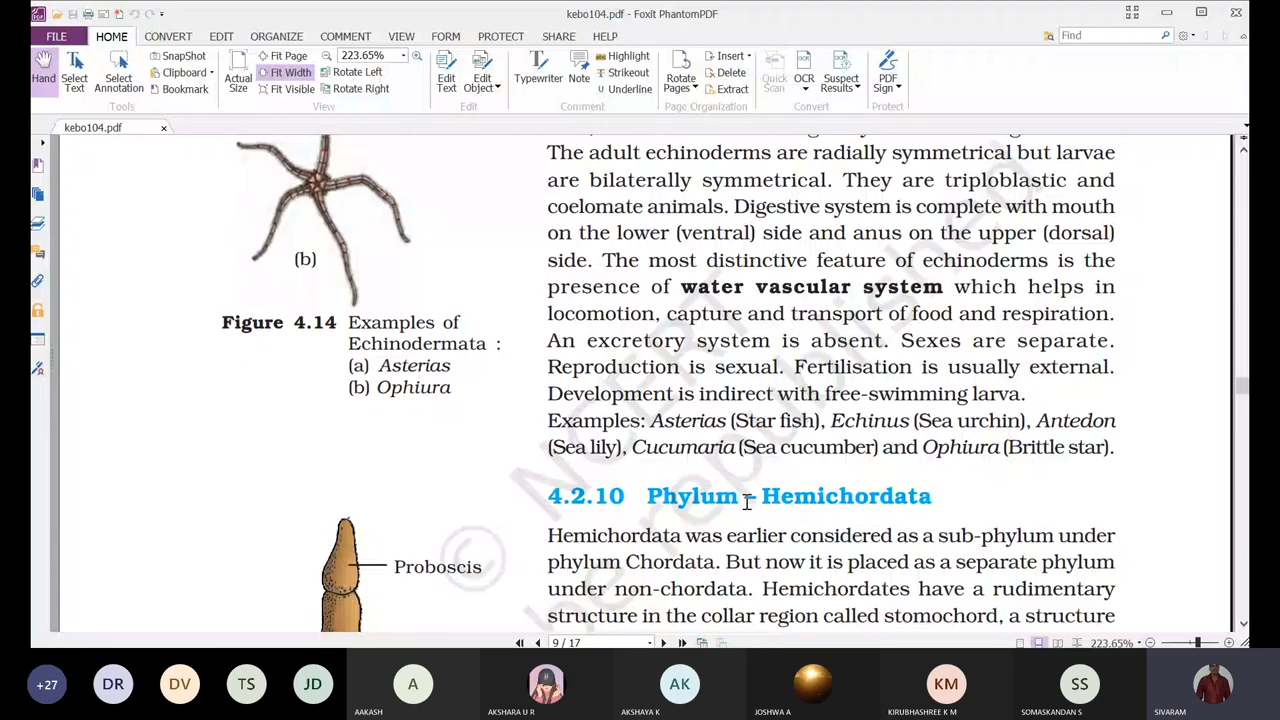 kebo104.pdf - Foxit PhantomPDF
FILE HOME CONVERT EDIT ORGANIZE COMMENT VIEW FORM PROTECT SHARE HELP Find
Hand
Select Text
Select Annotation
SnapShot
Clipboard
Bookmark
Tools
Actual Size
Fit Page
Fit Width
Fit Visible
223.65%
Rotate Left
Rotate Right
View
Edit Text
Edit Object
Edit
Typewriter
Note
Highlight
Strikeout
Underline
Comment
Rotate Pages
Insert
Delete
Extract
Page Organization
Quick Scan
OCR
Suspect Results
Convert
PDF Sign
Protect
kebo104.pdf
(b)
Figure 4.14 Examples of
Echinodermata :
(a) Asterias
(b) Ophiura
Proboscis
The adult echinoderms are radially symmetrical but larvae
are bilaterally symmetrical. They are triploblastic and
coelomate animals. Digestive system is complete with mouth
on the lower (ventral) side and anus on the upper (dorsal)
side. The most distinctive feature of echinoderms is the
presence of water vascular system which helps in
locomotion, capture and transport of food and respiration.
An excretory system is absent. Sexes are separate.
Reproduction is sexual. Fertilisation is usually external.
Development is indirect with free-swimming larva.
Examples: Asterias (Star fish), Echinus (Sea urchin), Antedon
(Sea lily), Cucumaria (Sea cucumber) and Ophiura (Brittle star).
4.2.10 Phylum – Hemichordata
Hemichordata was earlier considered as a sub-phylum under
phylum Chordata. But now it is placed as a separate phylum
under non-chordata. Hemichordates have a rudimentary
structure in the collar region called stomochord, a structure
© NCERT
be republished
9 / 17
223.65%
+27 DR DV TS JD A AK KM SS
AAKASH AKSHARA U R AKSHAYA K JOSHWA A KIRUBHASHREE K M SOMASKANDAN S SIVARAM